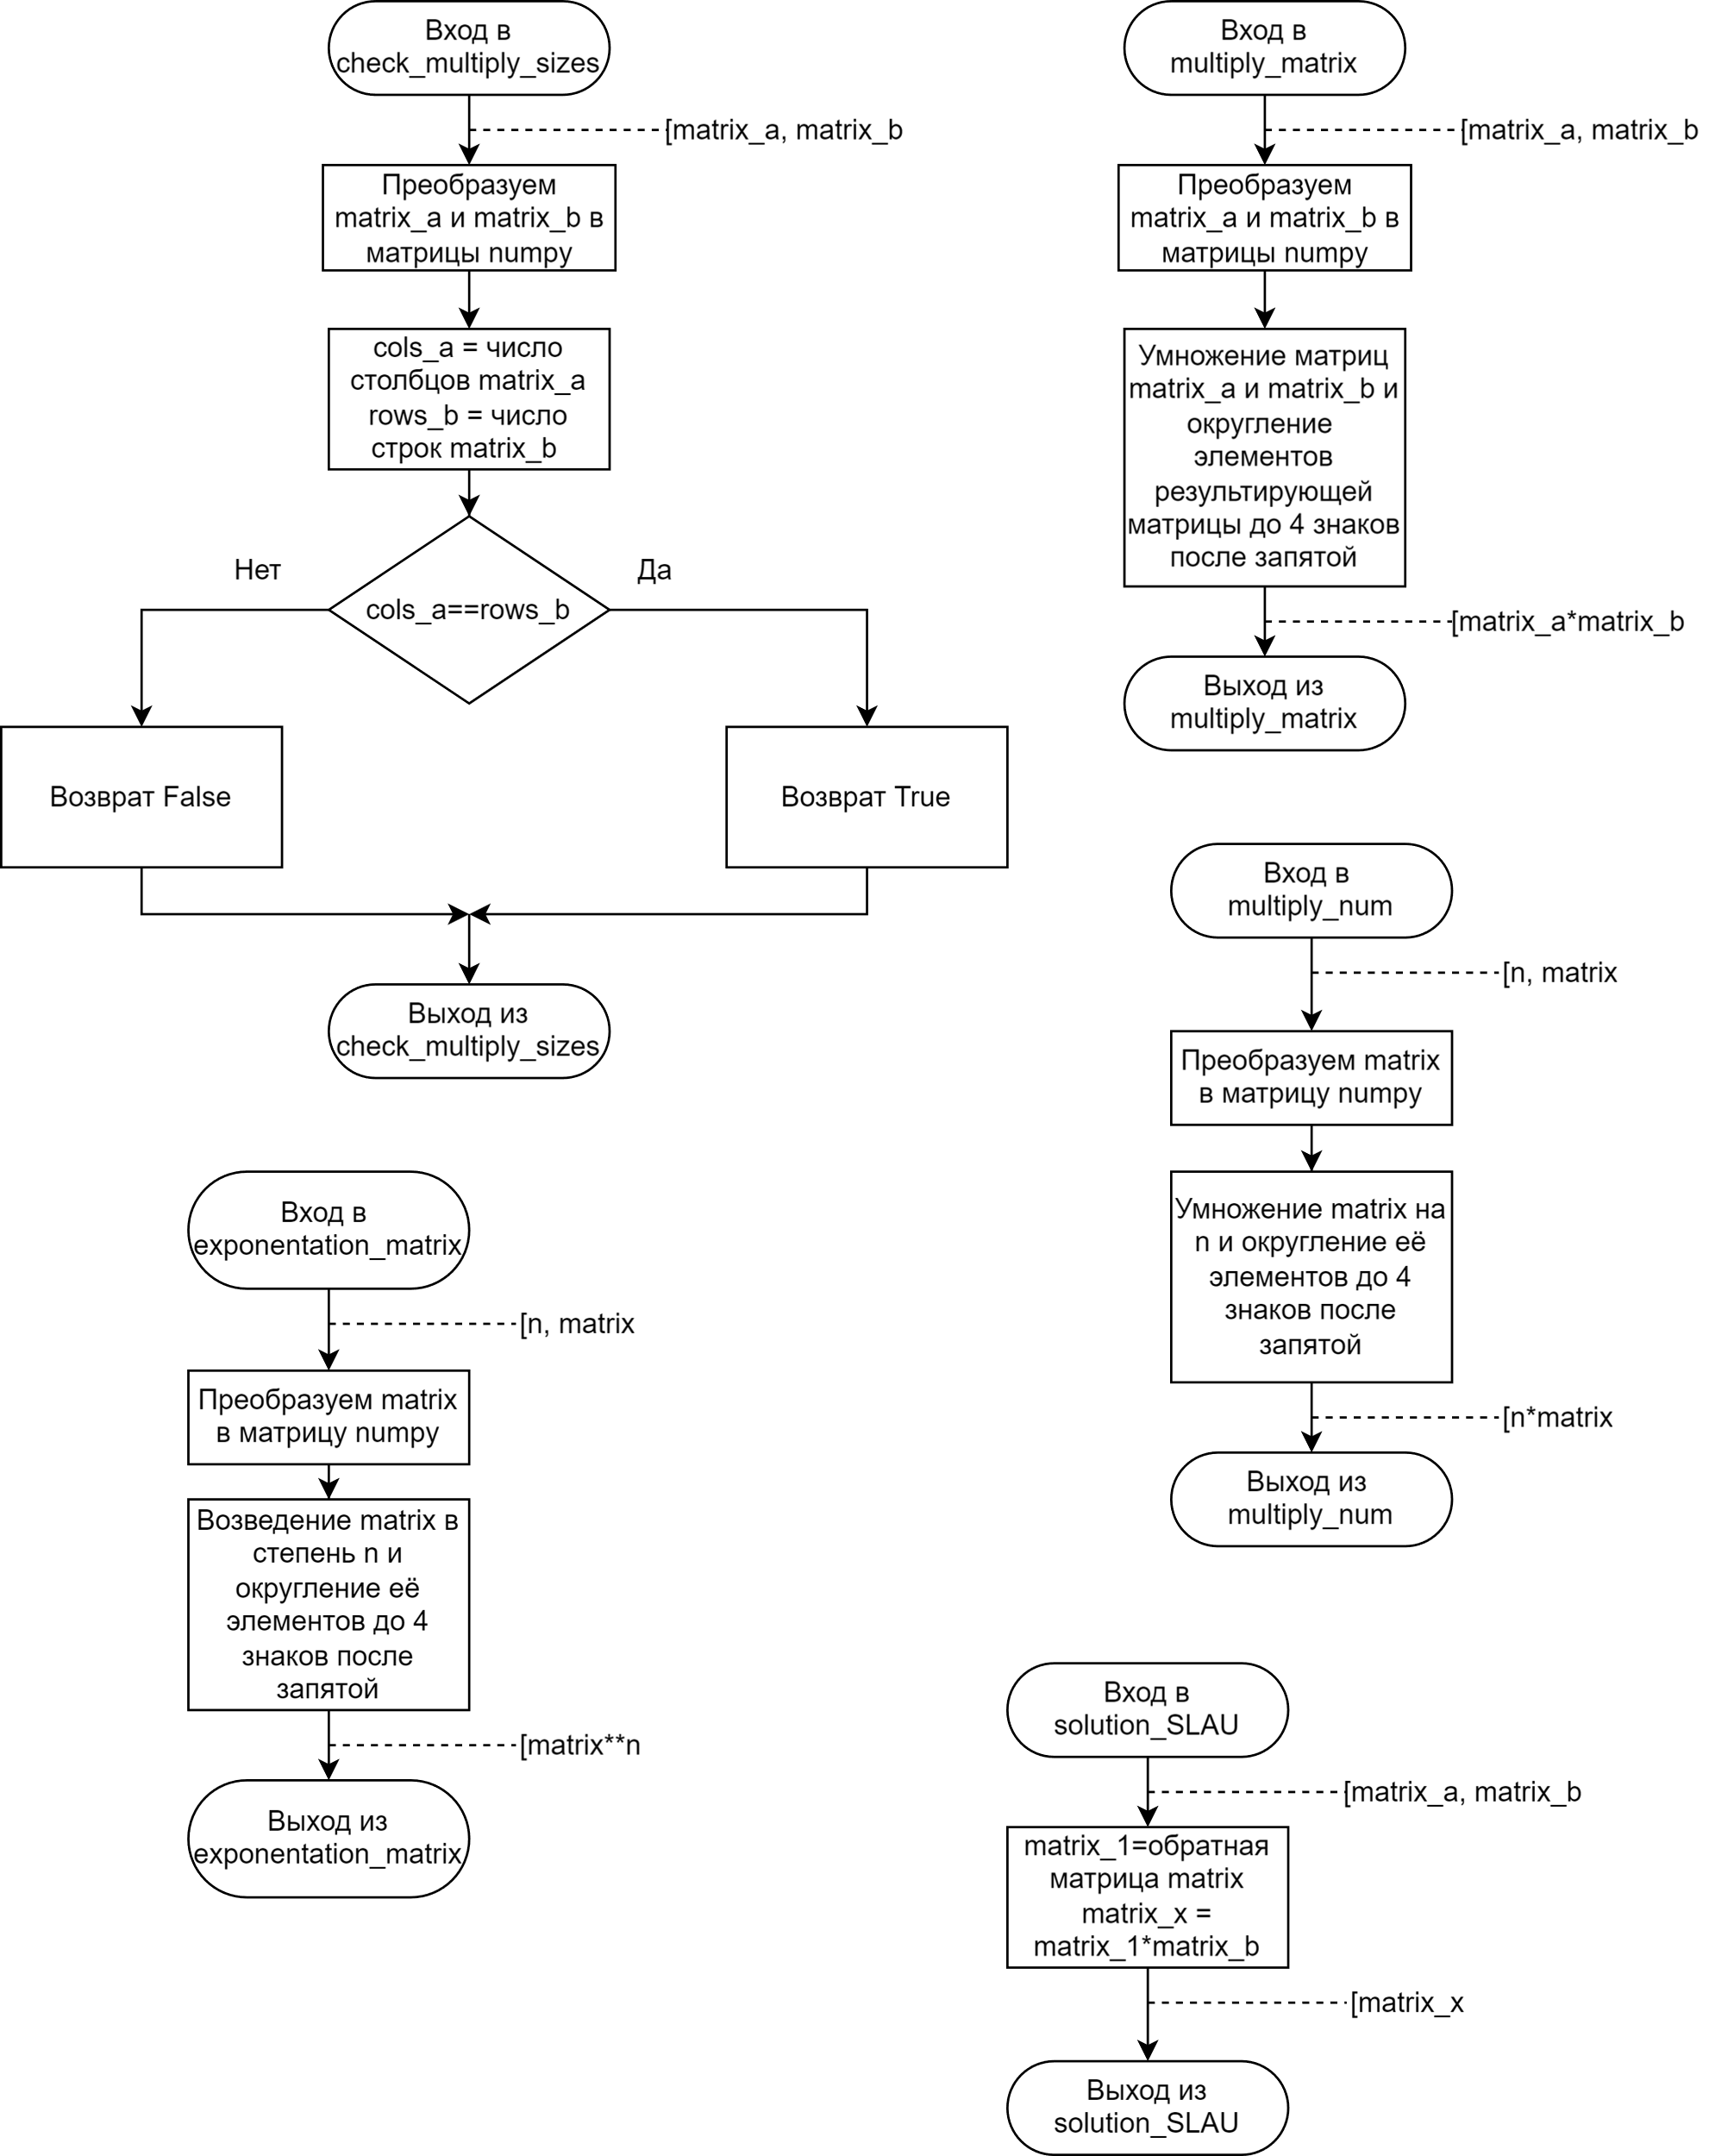 Вход в
check_multiply_sizes
[matrix_a, matrix_b
Преобразуем
matrix_a и matrix_b в
матрицы numpy
cols_a = число
столбцов matrix_a
rows_b = число
строк matrix_b
Нет
Да
cols_a==rows_b
Возврат False
Возврат True
Выход из
check_multiply_sizes
Вход в
multiply_matrix
[matrix_a, matrix_b
Преобразуем
matrix_a и matrix_b в
матрицы numpy
Умножение матриц
matrix_a и matrix_b и
округление
элементов
результирующей
матрицы до 4 знаков
после запятой
[matrix_a*matrix_b
Выход из
multiply_matrix
Вход в
multiply_num
[n, matrix
Преобразуем matrix
в матрицу numpy
Умножение matrix на
n и округление её
элементов до 4
знаков после
запятой
[n*matrix
Выход из
multiply_num
Вход в
exponentation_matrix
[n, matrix
Преобразуем matrix
в матрицу numpy
Возведение matrix в
степень n и
округление её
элементов до 4
знаков после
запятой
[matrix**n
Выход из
exponentation_matrix
Вход в
solution_SLAU
[matrix_a, matrix_b
matrix_1=обратная
матрица matrix
matrix_x =
matrix_1*matrix_b
[matrix_x
Выход из
solution_SLAU